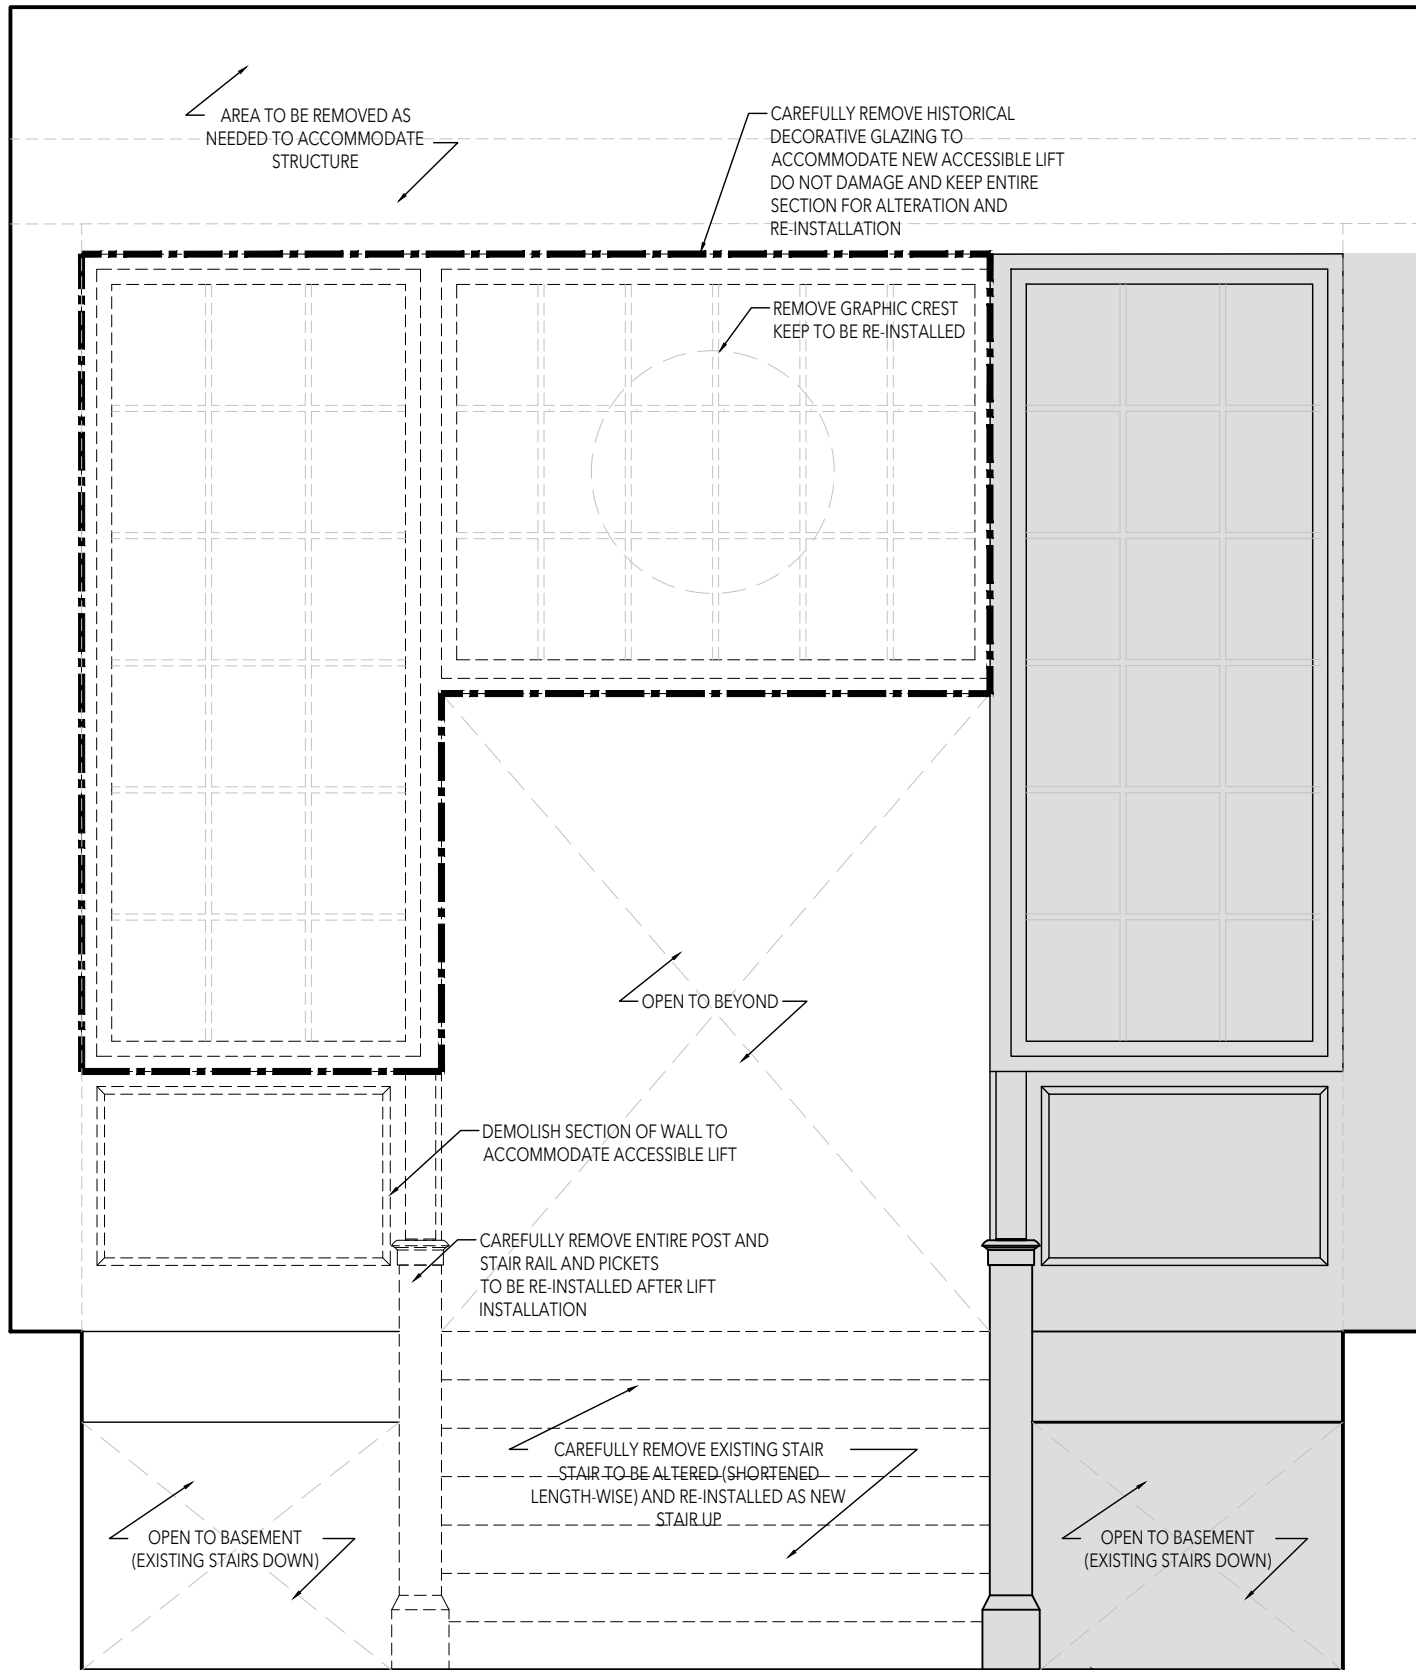 AREA TO BE REMOVED AS
NEEDED TO ACCOMMODATE
STRUCTURE
CAREFULLY REMOVE HISTORICAL
DECORATIVE GLAZING TO
ACCOMMODATE NEW ACCESSIBLE LIFT
DO NOT DAMAGE AND KEEP ENTIRE
SECTION FOR ALTERATION AND
RE-INSTALLATION
REMOVE GRAPHIC CREST
KEEP TO BE RE-INSTALLED
OPEN TO BEYOND
DEMOLISH SECTION OF WALL TO
ACCOMMODATE ACCESSIBLE LIFT
CAREFULLY REMOVE ENTIRE POST AND
STAIR RAIL AND PICKETS
TO BE RE-INSTALLED AFTER LIFT
INSTALLATION
CAREFULLY REMOVE EXISTING STAIR
STAIR TO BE ALTERED (SHORTENED
LENGTH-WISE) AND RE-INSTALLED AS NEW
STAIR UP
OPEN TO BASEMENT
(EXISTING STAIRS DOWN)
OPEN TO BASEMENT
(EXISTING STAIRS DOWN)